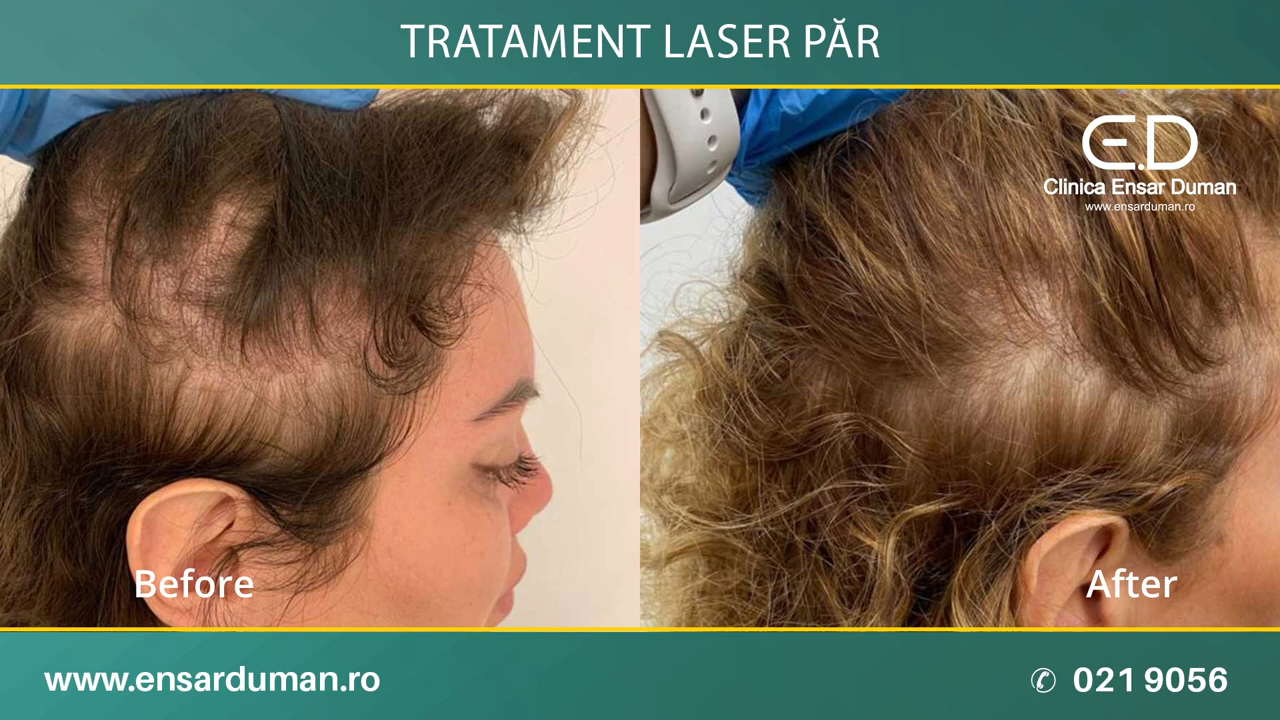 TRATAMENT LASER PĂR
E.D
Clinica Ensar Duman
www.ensarduman.ro
Before
After
www.ensarduman.ro
✆ 021 9056